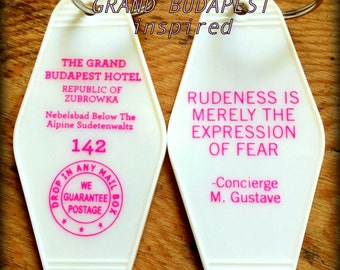 GRAND BUDAPEST
inspired
THE GRAND
BUDAPEST HOTEL
REPUBLIC OF
ZUBROWKA
Nebelsbad Below The
Alpine Sudetenwaltz
142
DROP IN ANY MAIL BOX
WE
GUARANTEE
POSTAGE
RUDENESS IS
MERELY THE
EXPRESSION
OF FEAR
-Concierge
M. Gustave